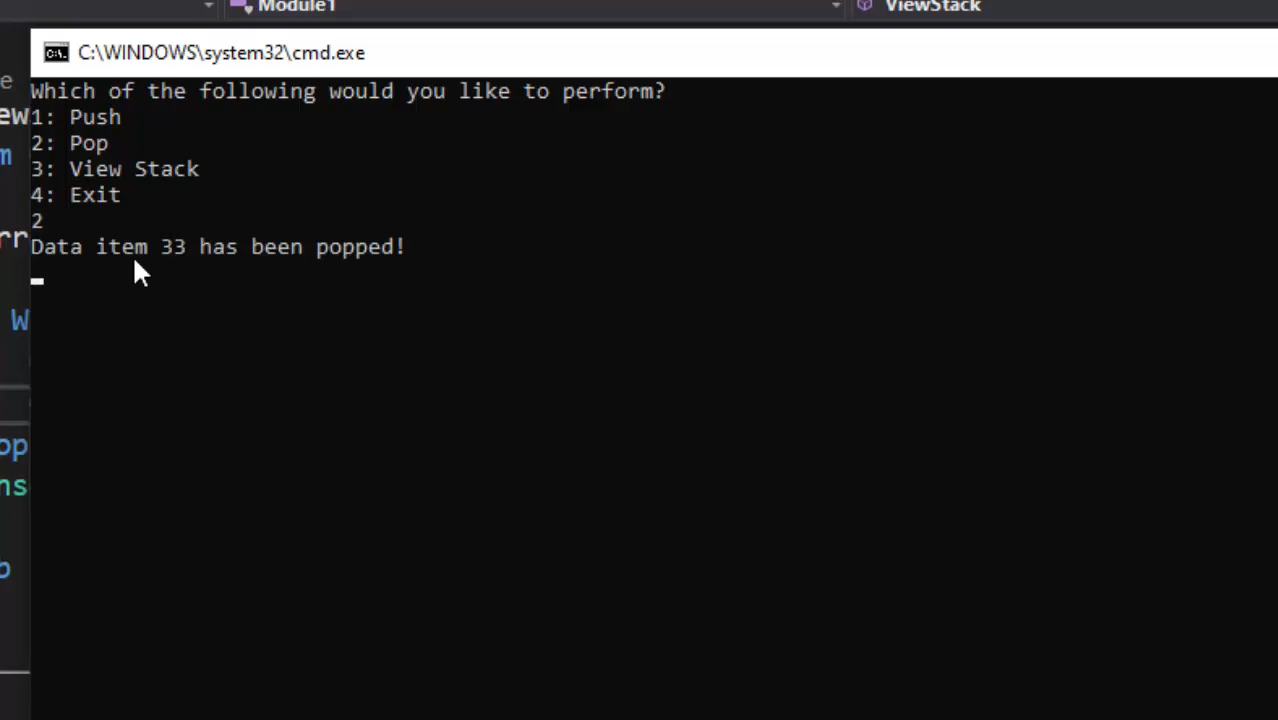 Module1
ViewStack
C:\WINDOWS\system32\cmd.exe
Which of the following would you like to perform?
1: Push
2: Pop
3: View Stack
4: Exit
2
Data item 33 has been popped!